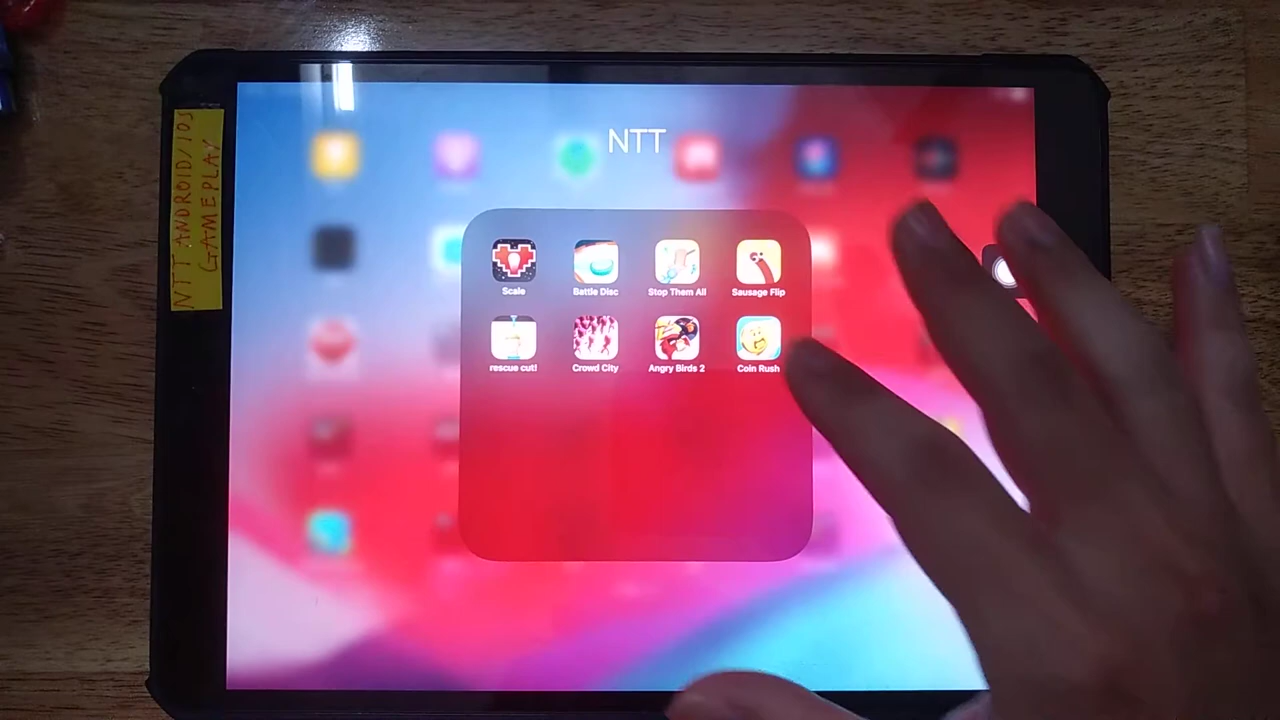 NTT ANDROID/IOS
GAMEPLAY
NTT
Scale
Battle Disc
Stop Them All
Sausage Flip
rescue cut!
Crowd City
Angry Birds 2
Coin Rush